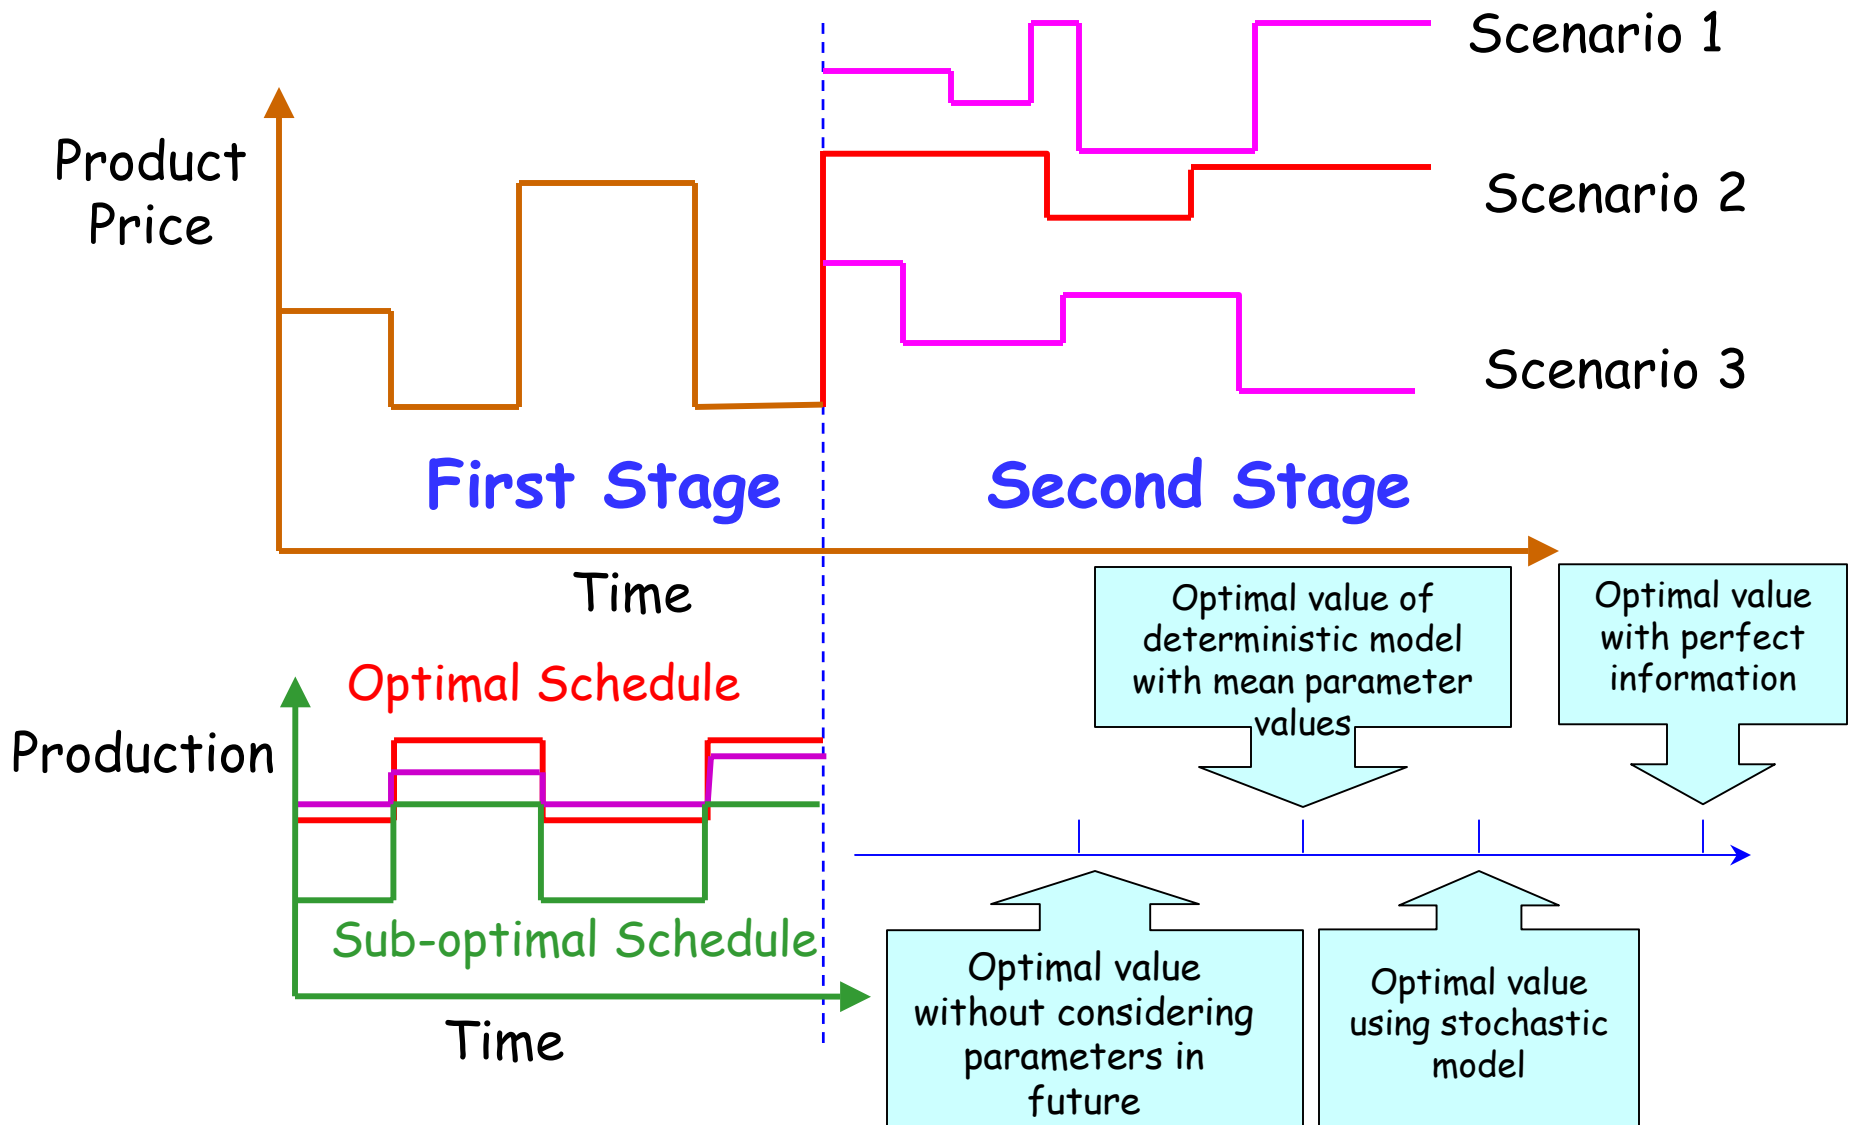 Scenario 1
Product
Price
Scenario 2
Scenario 3
First Stage
Second Stage
Time
Optimal value of
deterministic model
with mean parameter
values
Optimal value
with perfect
information
Optimal Schedule
Production
Sub-optimal Schedule
Time
Optimal value
without considering
parameters in
future
Optimal value
using stochastic
model